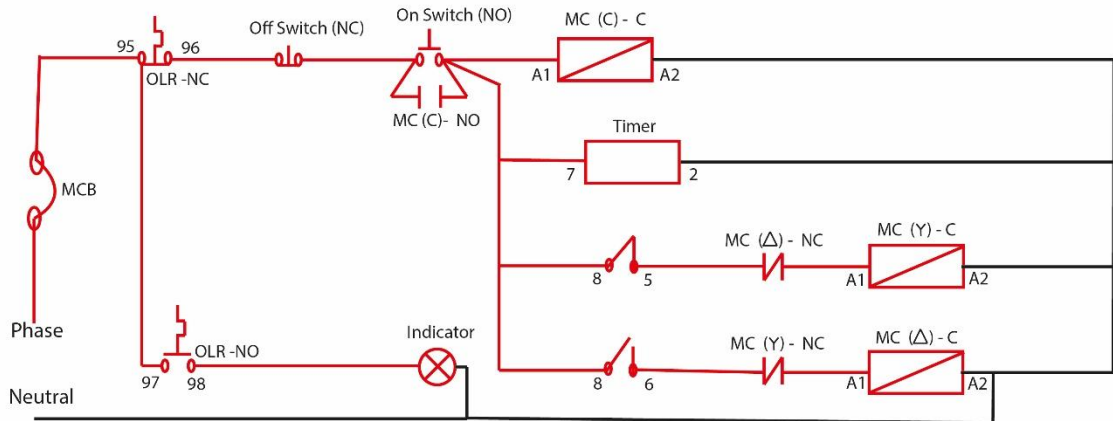 Off Switch (NC)
On Switch (NO)
MC (C) - C
95
96
OLR -NC
A1
A2
MC (C)- NO
Timer
7
2
MCB
MC (Δ) - NC
MC (Y) - C
8
5
A1
A2
Phase
OLR -NO
Indicator
MC (Y) - NC
MC (Δ) - C
97
98
8
6
A1
A2
Neutral